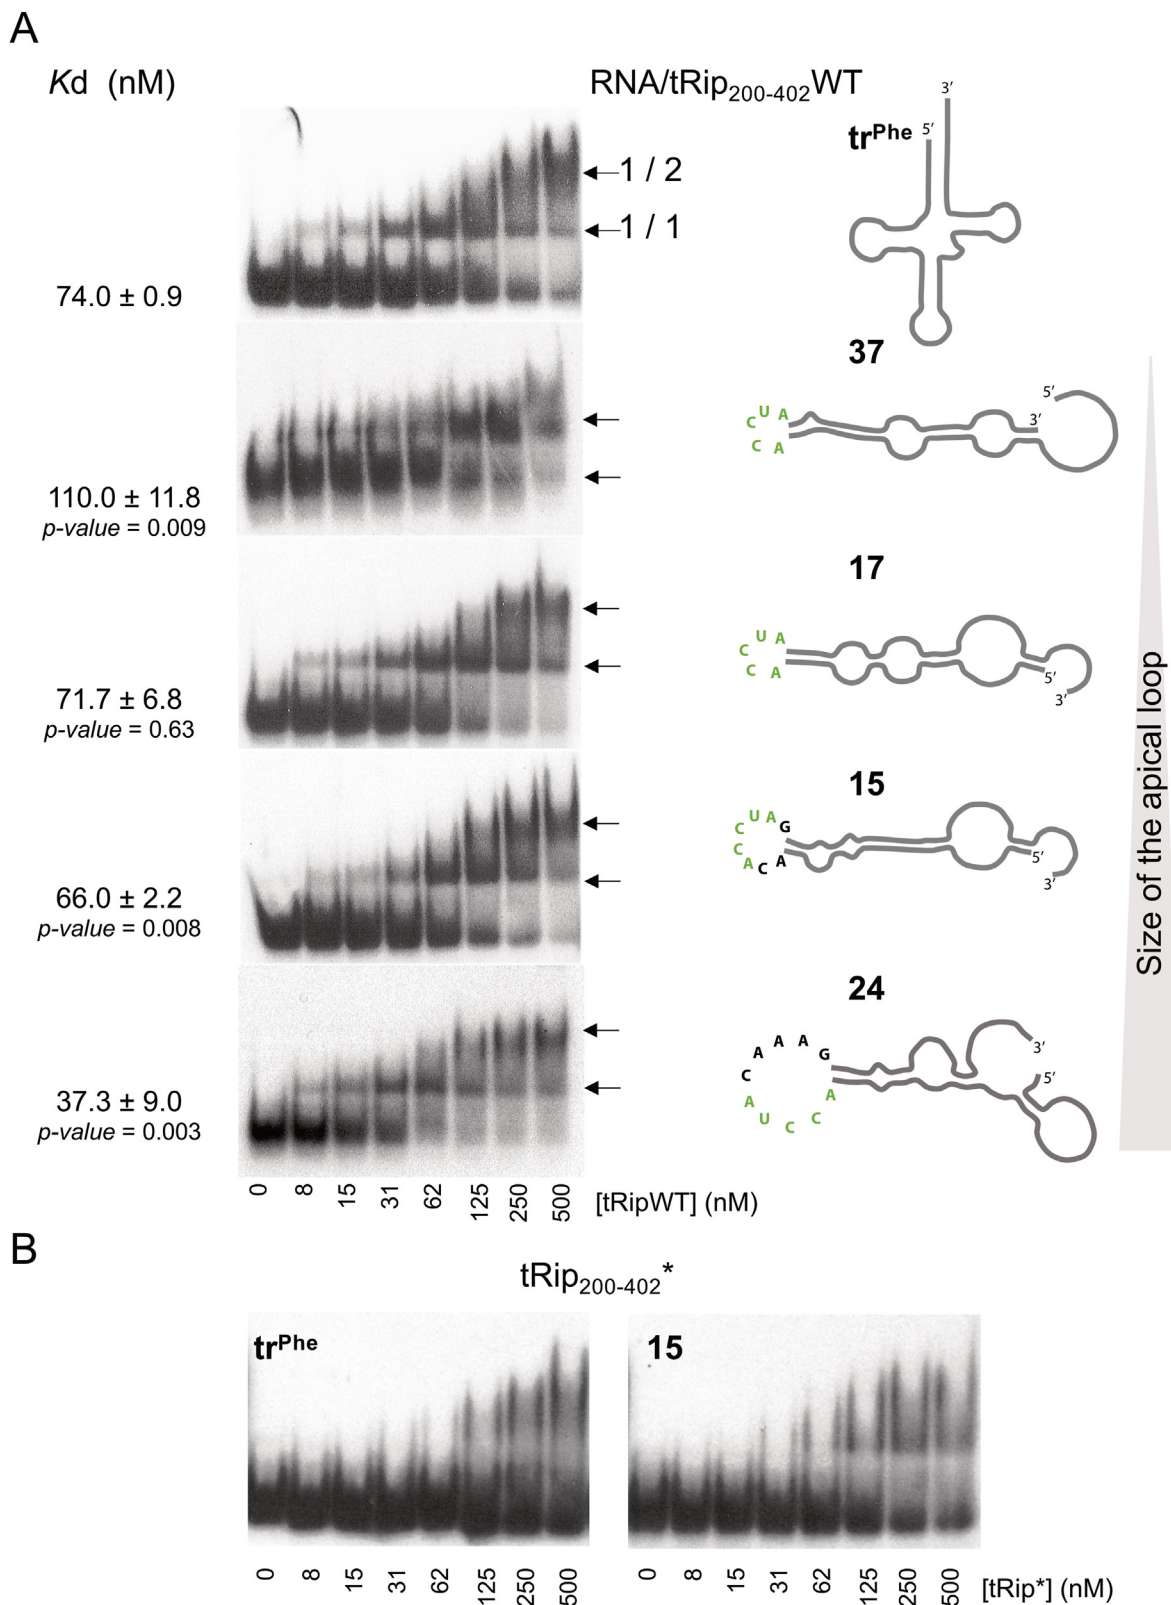 A
Kd (nM)
RNA/tRip200-402WT
trPhe
5′
3′
1 / 2
1 / 1
74.0 ± 0.9
37
5′
3′
C U A
C A
110.0 ± 11.8
p-value = 0.009
17
C U A
C A
5′
3′
71.7 ± 6.8
p-value = 0.63
15
C U A G
C A C A
5′
3′
66.0 ± 2.2
p-value = 0.008
24
C A A A G
A U C C A
3′
5′
37.3 ± 9.0
p-value = 0.003
Size of the apical loop
0 8 15 31 62 125 250 500 [tRipWT] (nM)
B
tRip200-402*
trPhe
15
0 8 15 31 62 125 250 500
0 8 15 31 62 125 250 500 [tRip*] (nM)